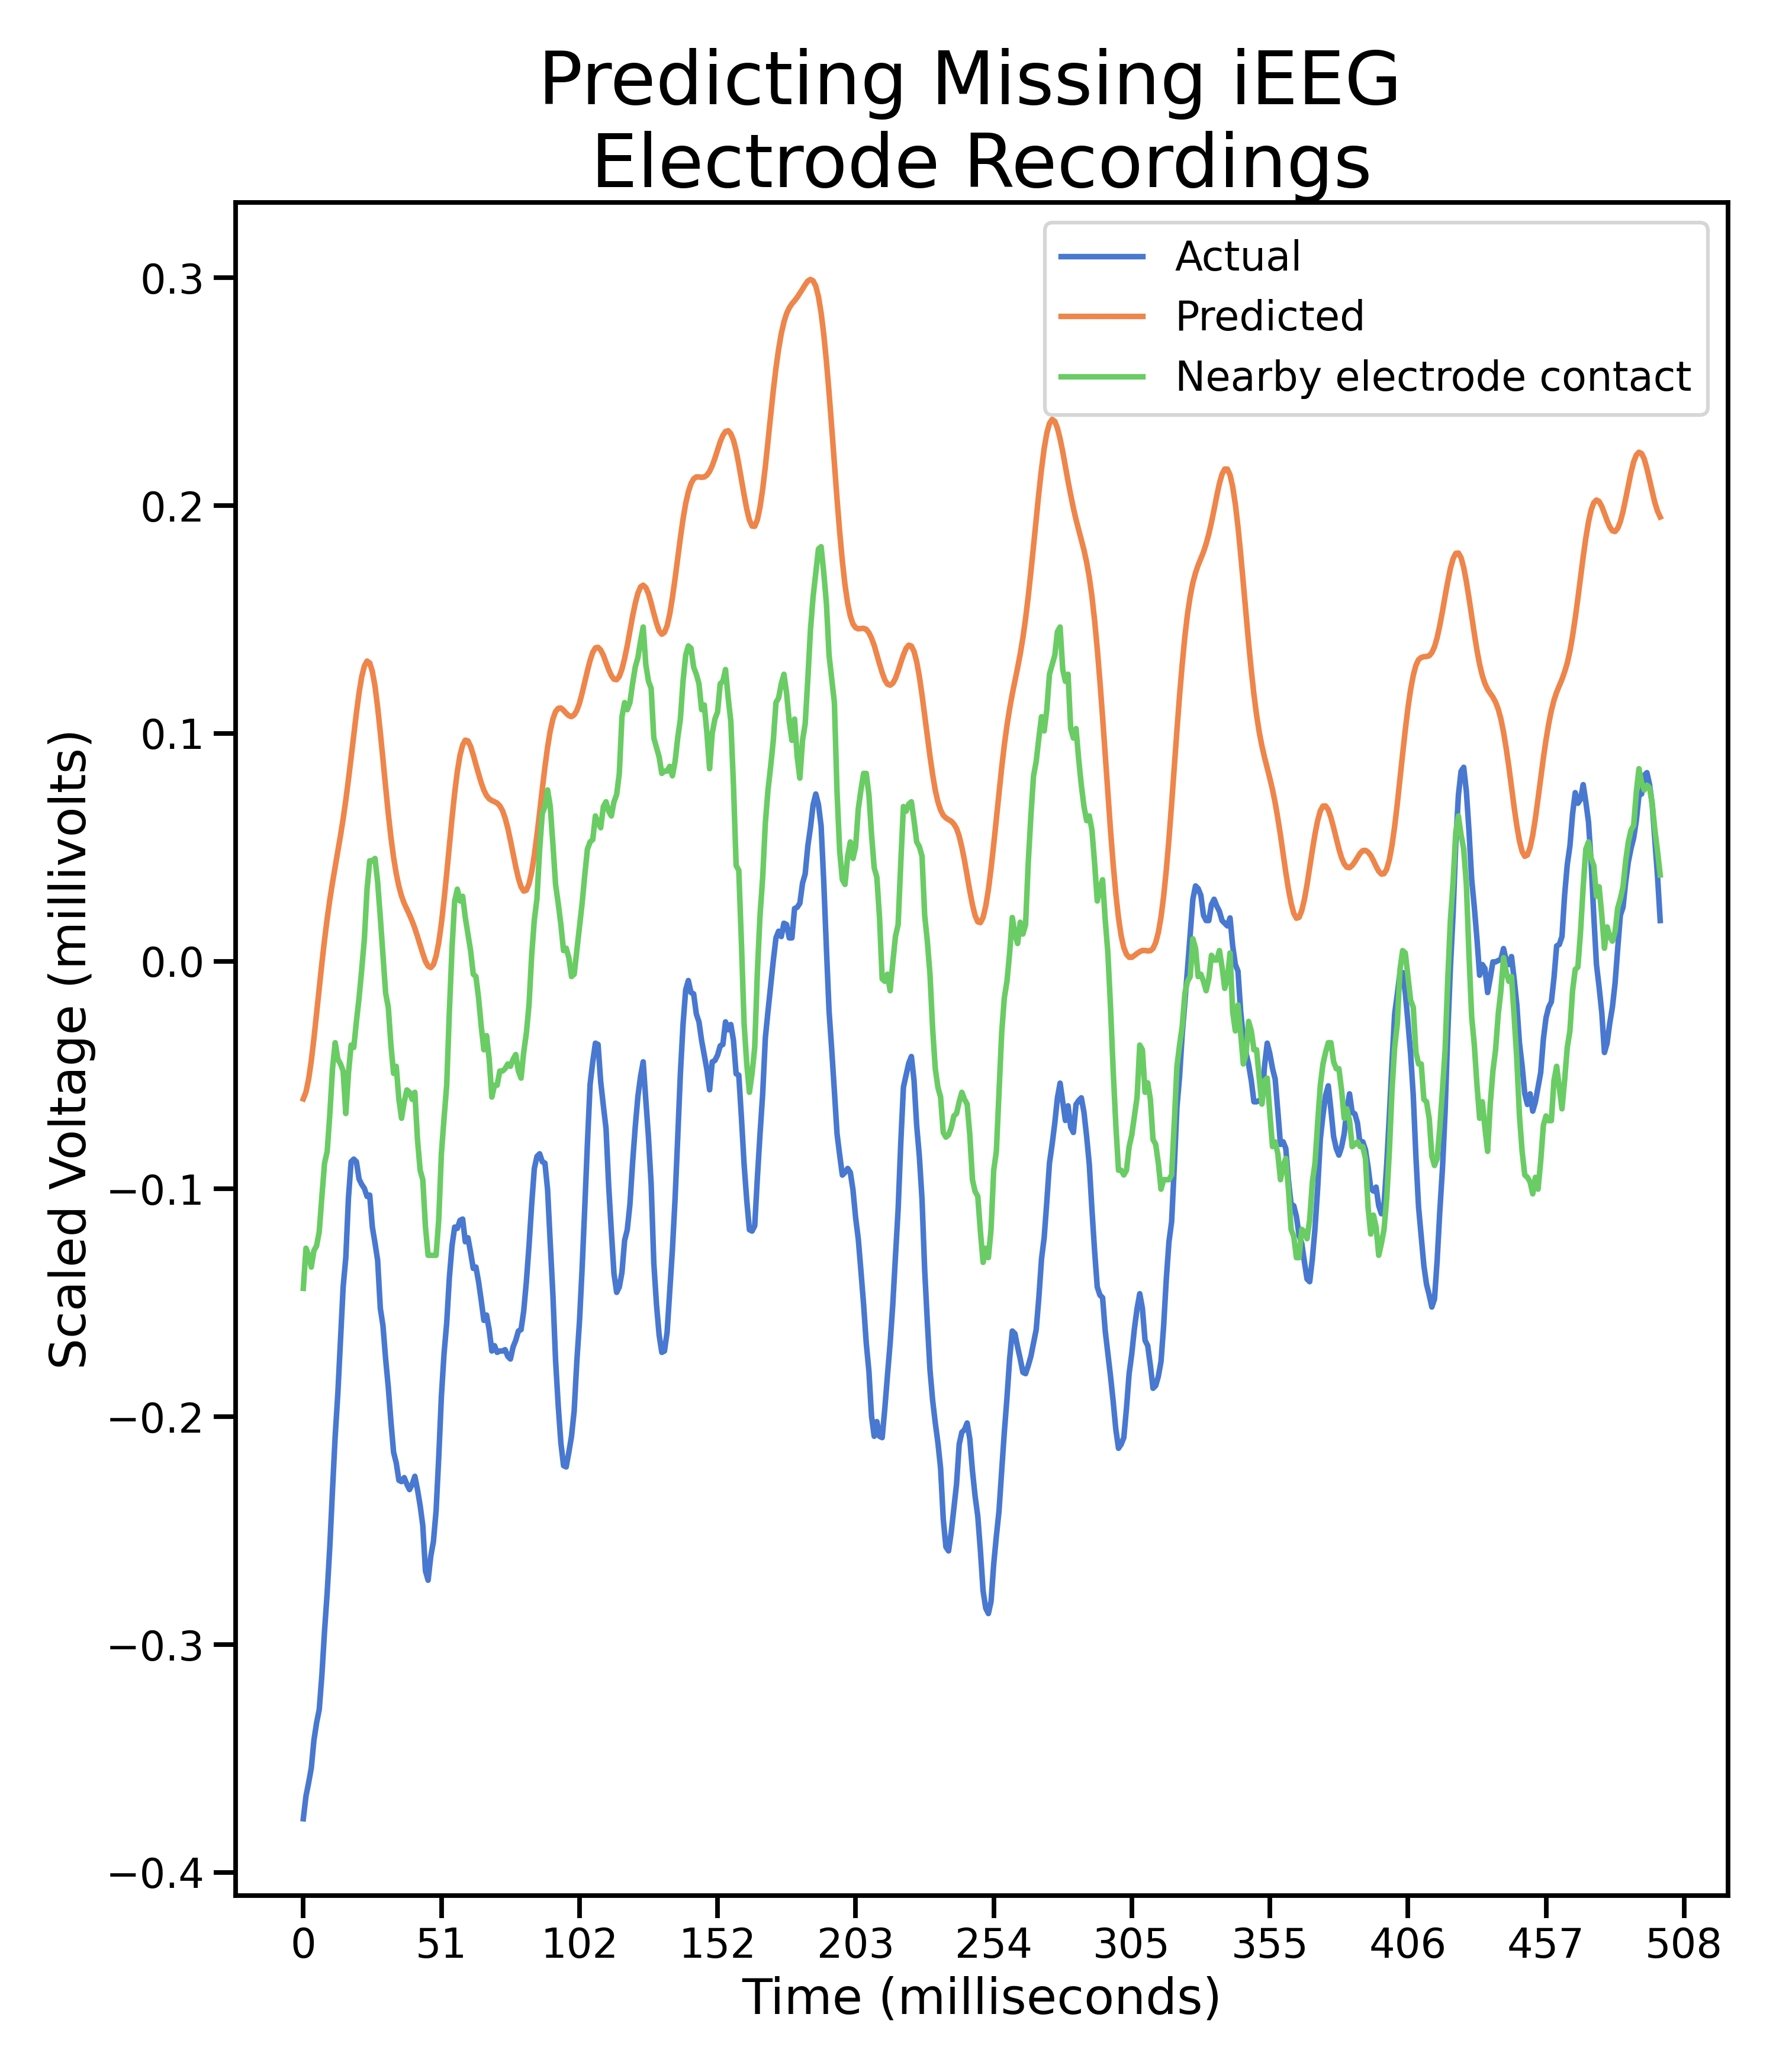 Predicting Missing iEEG
Electrode Recordings
Actual
Predicted
Nearby electrode contact
Scaled Voltage (millivolts)
0.3
0.2
0.1
0.0
−0.1
−0.2
−0.3
−0.4
0 51 102 152 203 254 305 355 406 457 508
Time (milliseconds)